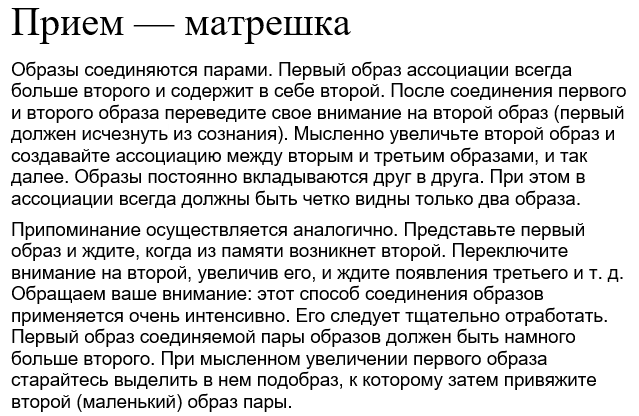 Прием — матрешка
Образы соединяются парами. Первый образ ассоциации всегда
больше второго и содержит в себе второй. После соединения первого
и второго образа переведите свое внимание на второй образ (первый
должен исчезнуть из сознания). Мысленно увеличьте второй образ и
создавайте ассоциацию между вторым и третьим образами, и так
далее. Образы постоянно вкладываются друг в друга. При этом в
ассоциации всегда должны быть четко видны только два образа.
Припоминание осуществляется аналогично. Представьте первый
образ и ждите, когда из памяти возникнет второй. Переключите
внимание на второй, увеличив его, и ждите появления третьего и т. д.
Обращаем ваше внимание: этот способ соединения образов
применяется очень интенсивно. Его следует тщательно отработать.
Первый образ соединяемой пары образов должен быть намного
больше второго. При мысленном увеличении первого образа
старайтесь выделить в нем подобраз, к которому затем привяжите
второй (маленький) образ пары.